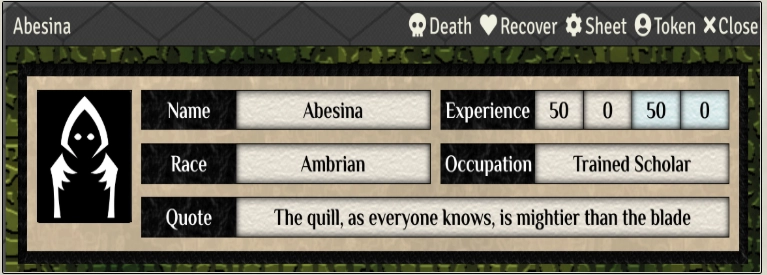 Abesina Death Recover Sheet Token Close
Name Abesina Experience 50 0 50 0
Race Ambrian Occupation Trained Scholar
Quote The quill, as everyone knows, is mightier than the blade